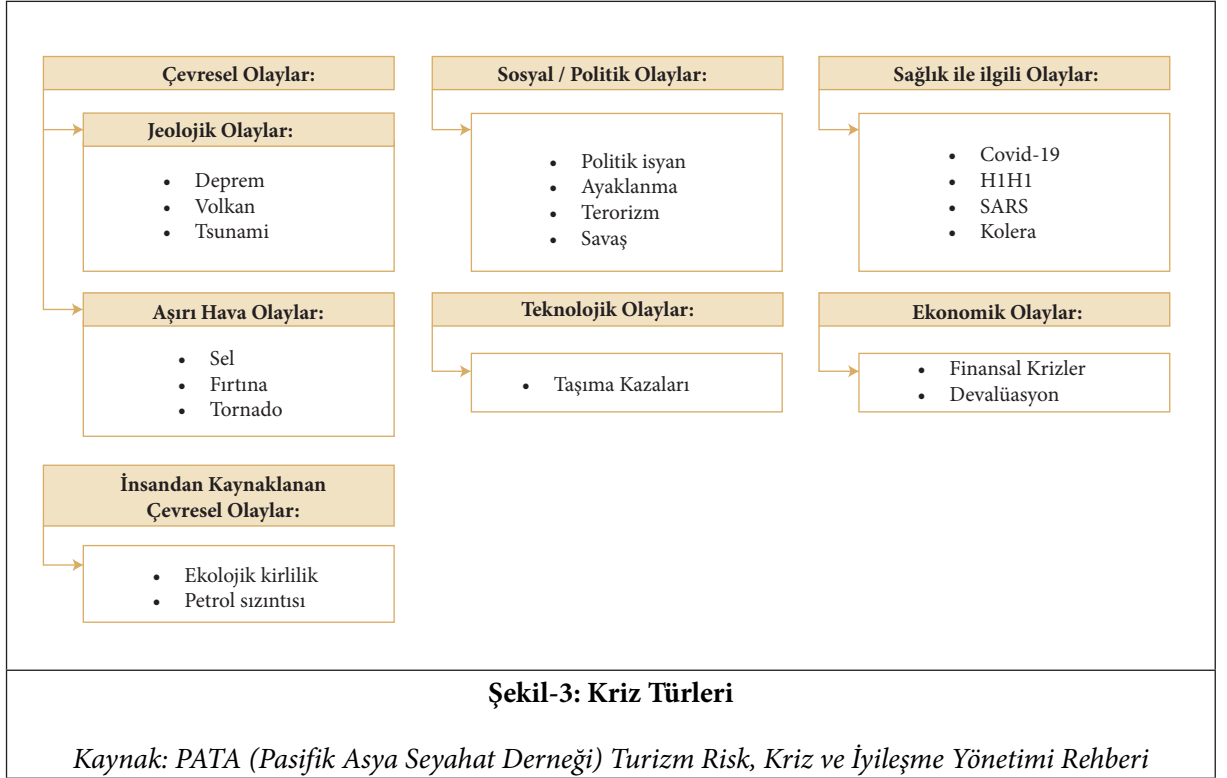 Çevresel Olaylar:
Jeolojik Olaylar:
• Deprem
• Volkan
• Tsunami
Aşırı Hava Olaylar:
• Sel
• Fırtına
• Tornado
İnsandan Kaynaklanan
Çevresel Olaylar:
• Ekolojik kirlilik
• Petrol sızıntısı
Sosyal / Politik Olaylar:
• Politik isyan
• Ayaklanma
• Terorizm
• Savaş
Teknolojik Olaylar:
• Taşıma Kazaları
Sağlık ile ilgili Olaylar:
• Covid-19
• H1H1
• SARS
• Kolera
Ekonomik Olaylar:
• Finansal Krizler
• Devalüasyon
Şekil-3: Kriz Türleri
Kaynak: PATA (Pasifik Asya Seyahat Derneği) Turizm Risk, Kriz ve İyileşme Yönetimi Rehberi